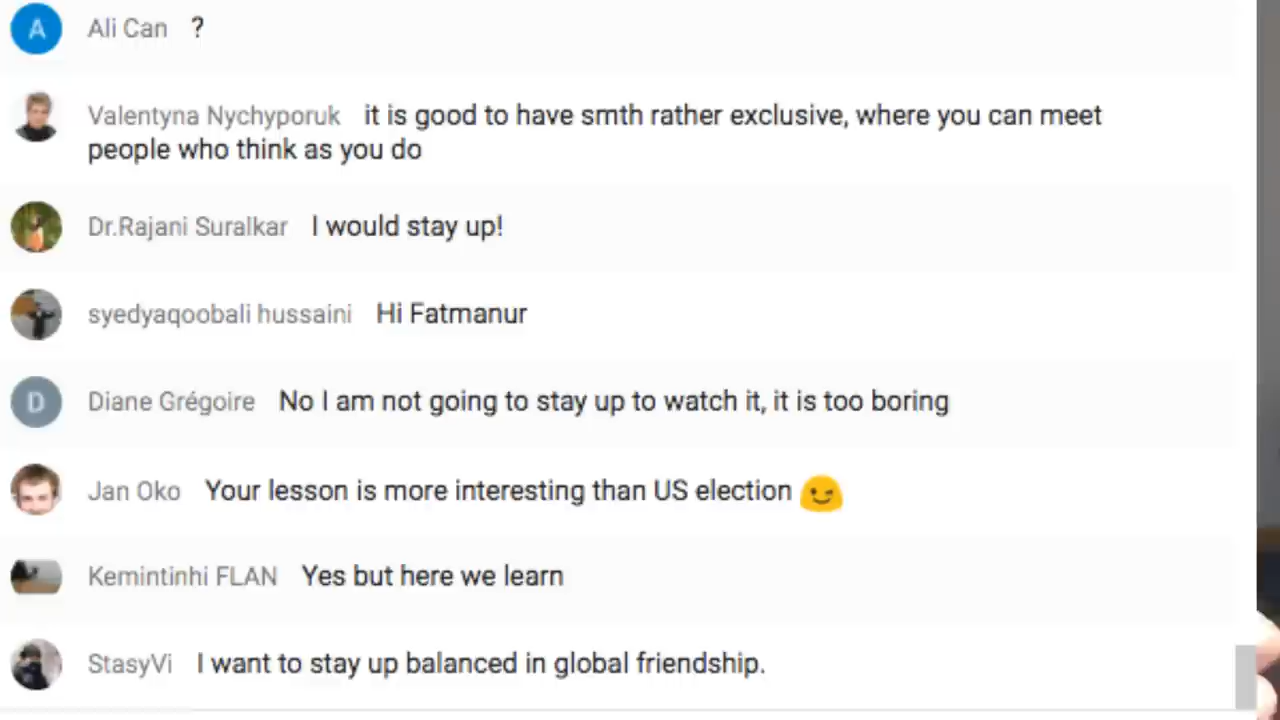 A Ali Can ?
Valentyna Nychyporuk it is good to have smth rather exclusive, where you can meet
people who think as you do
Dr.Rajani Suralkar I would stay up!
syedyaqoobali hussaini Hi Fatmanur
D Diane Grégoire No I am not going to stay up to watch it, it is too boring
Jan Oko Your lesson is more interesting than US election 😉
Kemintinhi FLAN Yes but here we learn
StasyVi I want to stay up balanced in global friendship.